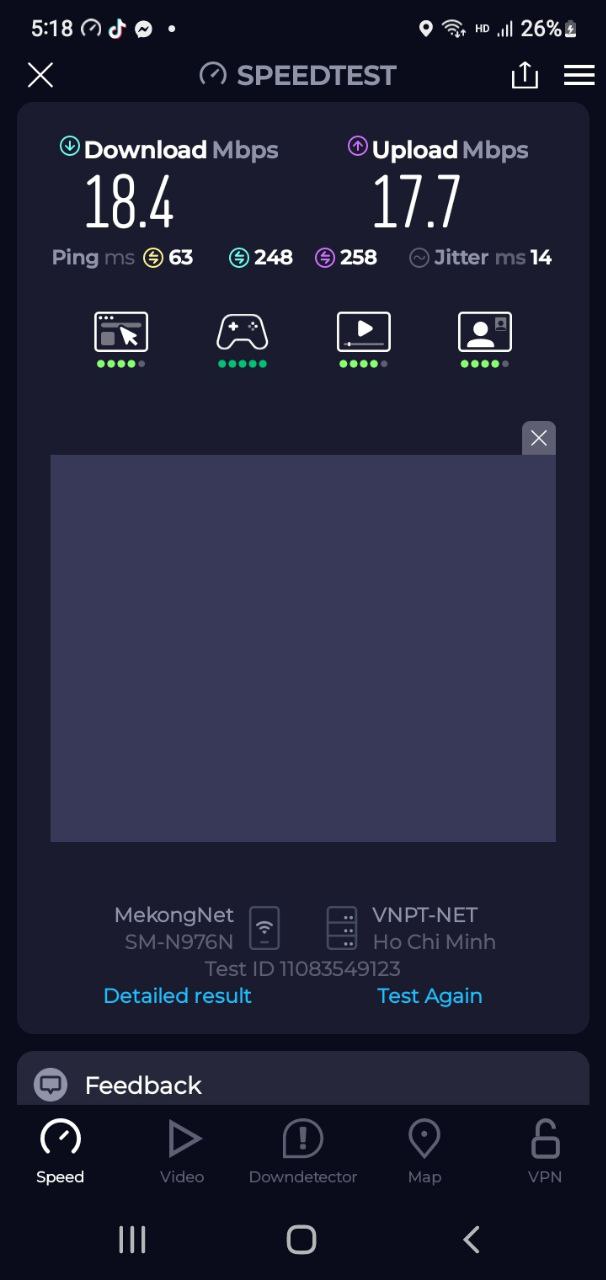 5:18 HD 26%
SPEEDTEST
Download Mbps Upload Mbps
18.4 17.7
Ping ms 63 248 258 Jitter ms 14
MekongNet VNPT-NET
SM-N976N Ho Chi Minh
Test ID 11083549123
Detailed result Test Again
Feedback
Speed Video Downdetector Map VPN